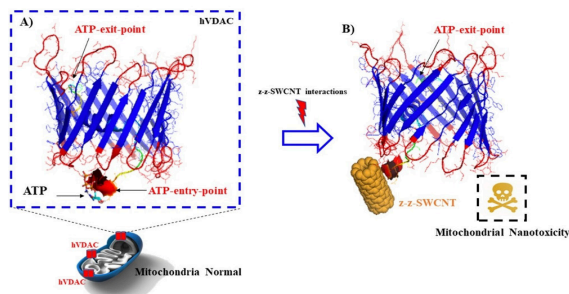 A)
hVDAC
ATP-exit-point
ATP
ATP-entry-point
hVDAC
hVDAC
Mitochondria Normal
z-z-SWCNT interactions
B)
ATP-exit-point
z-z-SWCNT
Mitochondrial Nanotoxicity